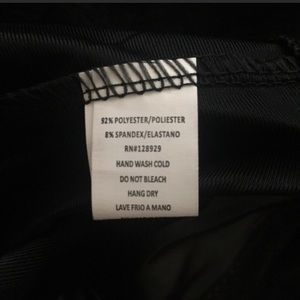 92% POLYESTER/POLIESTER
8% SPANDEX/ELASTANO
RN#128929
HAND WASH COLD
DO NOT BLEACH
HANG DRY
LAVE FRIO A MANO